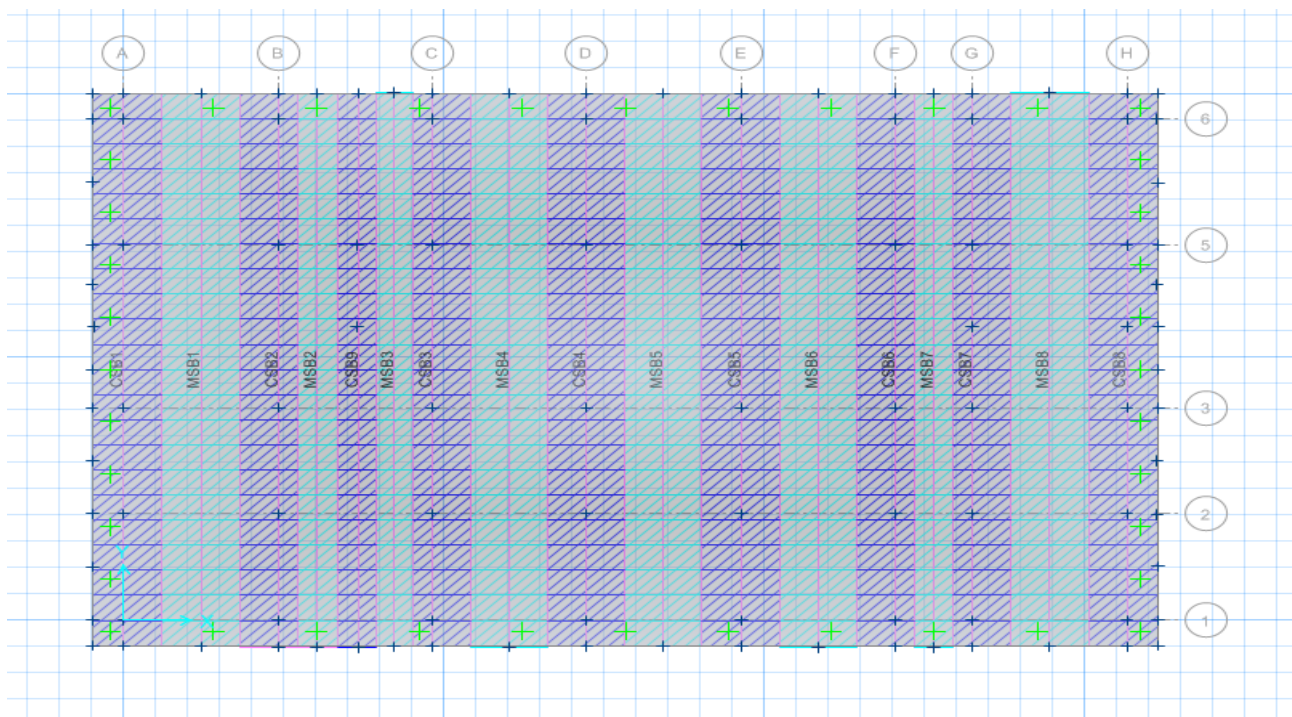 A B C D E F G H
6
5
CSB1 MSB1 CSB2 MSB2 CSB9 MSB3 CSB3 MSB4 CSB4 MSB5 CSB5 MSB6 CSB6 MSB7 CSB7 MSB8 CSB8
3
2
Y
X
1